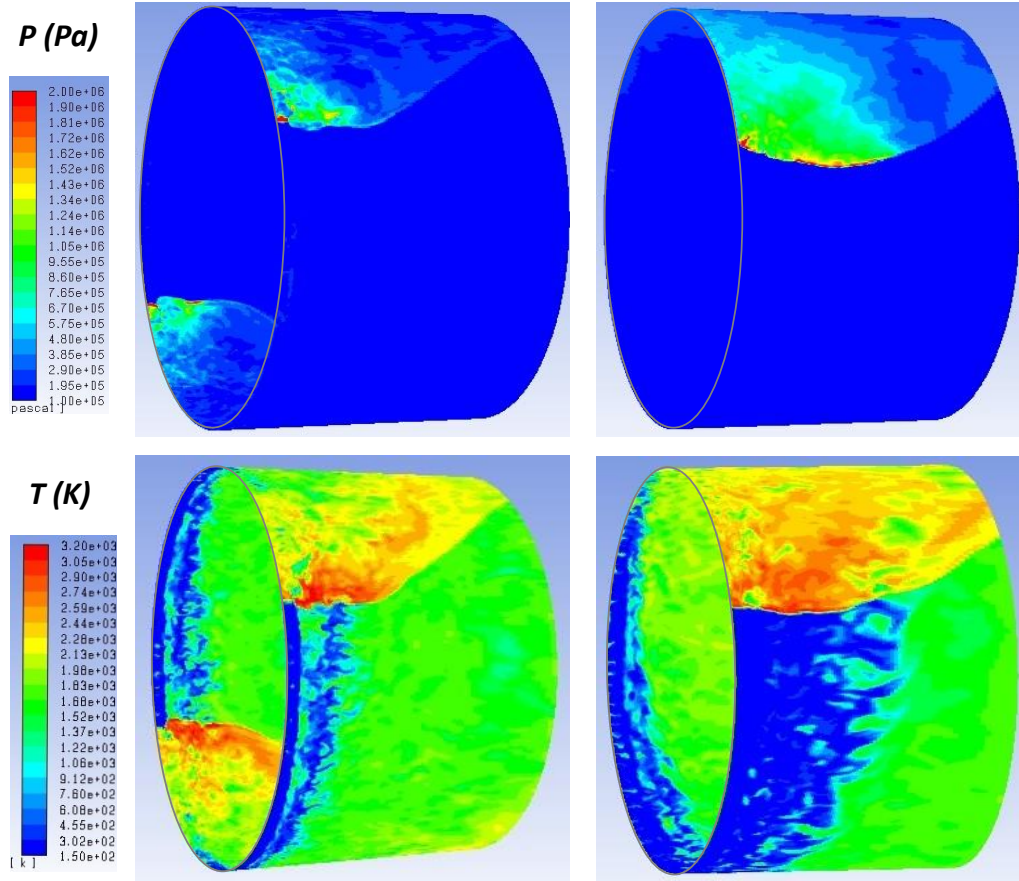 P (Pa)
2.00e+06
1.90e+06
1.81e+06
1.72e+06
1.62e+06
1.52e+06
1.43e+06
1.34e+06
1.24e+06
1.14e+06
1.05e+06
9.55e+05
8.60e+05
7.65e+05
6.70e+05
5.75e+05
4.80e+05
3.85e+05
2.90e+05
1.95e+05
1.00e+05
pascal ]
T (K)
3.20e+03
3.05e+03
2.90e+03
2.74e+03
2.59e+03
2.44e+03
2.28e+03
2.13e+03
1.98e+03
1.83e+03
1.68e+03
1.52e+03
1.37e+03
1.22e+03
1.06e+03
9.12e+02
7.60e+02
6.08e+02
4.55e+02
3.02e+02
1.50e+02
[ k ]